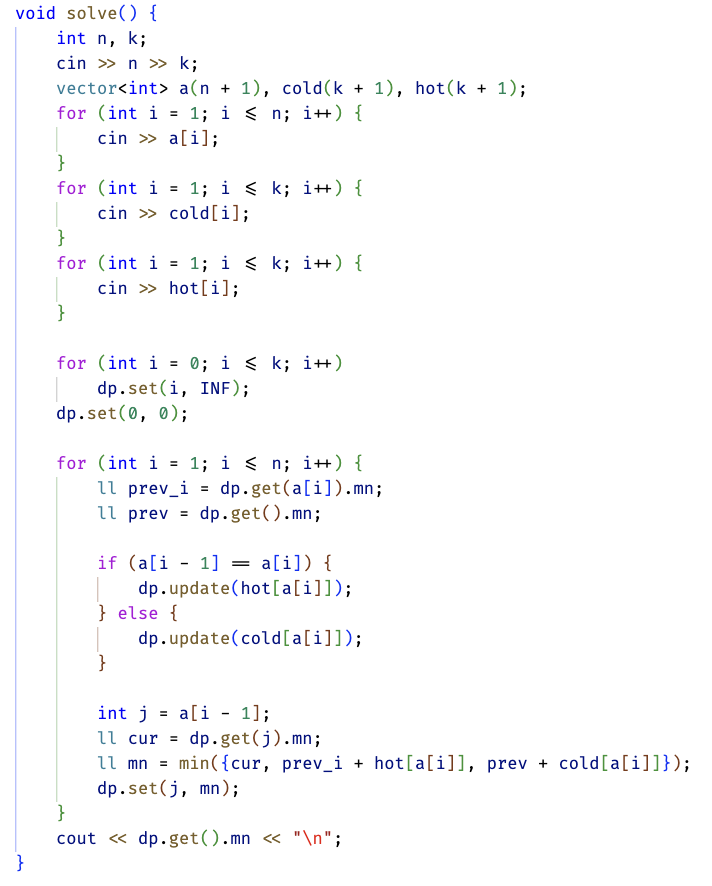 void solve() {
    int n, k;
    cin >> n >> k;
    vector<int> a(n + 1), cold(k + 1), hot(k + 1);
    for (int i = 1; i <= n; i++) {
        cin >> a[i];
    }
    for (int i = 1; i <= k; i++) {
        cin >> cold[i];
    }
    for (int i = 1; i <= k; i++) {
        cin >> hot[i];
    }

    for (int i = 0; i <= k; i++)
        dp.set(i, INF);
    dp.set(0, 0);

    for (int i = 1; i <= n; i++) {
        ll prev_i = dp.get(a[i]).mn;
        ll prev = dp.get().mn;

        if (a[i - 1] == a[i]) {
            dp.update(hot[a[i]]);
        } else {
            dp.update(cold[a[i]]);
        }

        int j = a[i - 1];
        ll cur = dp.get(j).mn;
        ll mn = min({cur, prev_i + hot[a[i]], prev + cold[a[i]]});
        dp.set(j, mn);
    }
    cout << dp.get().mn << "\n";
}